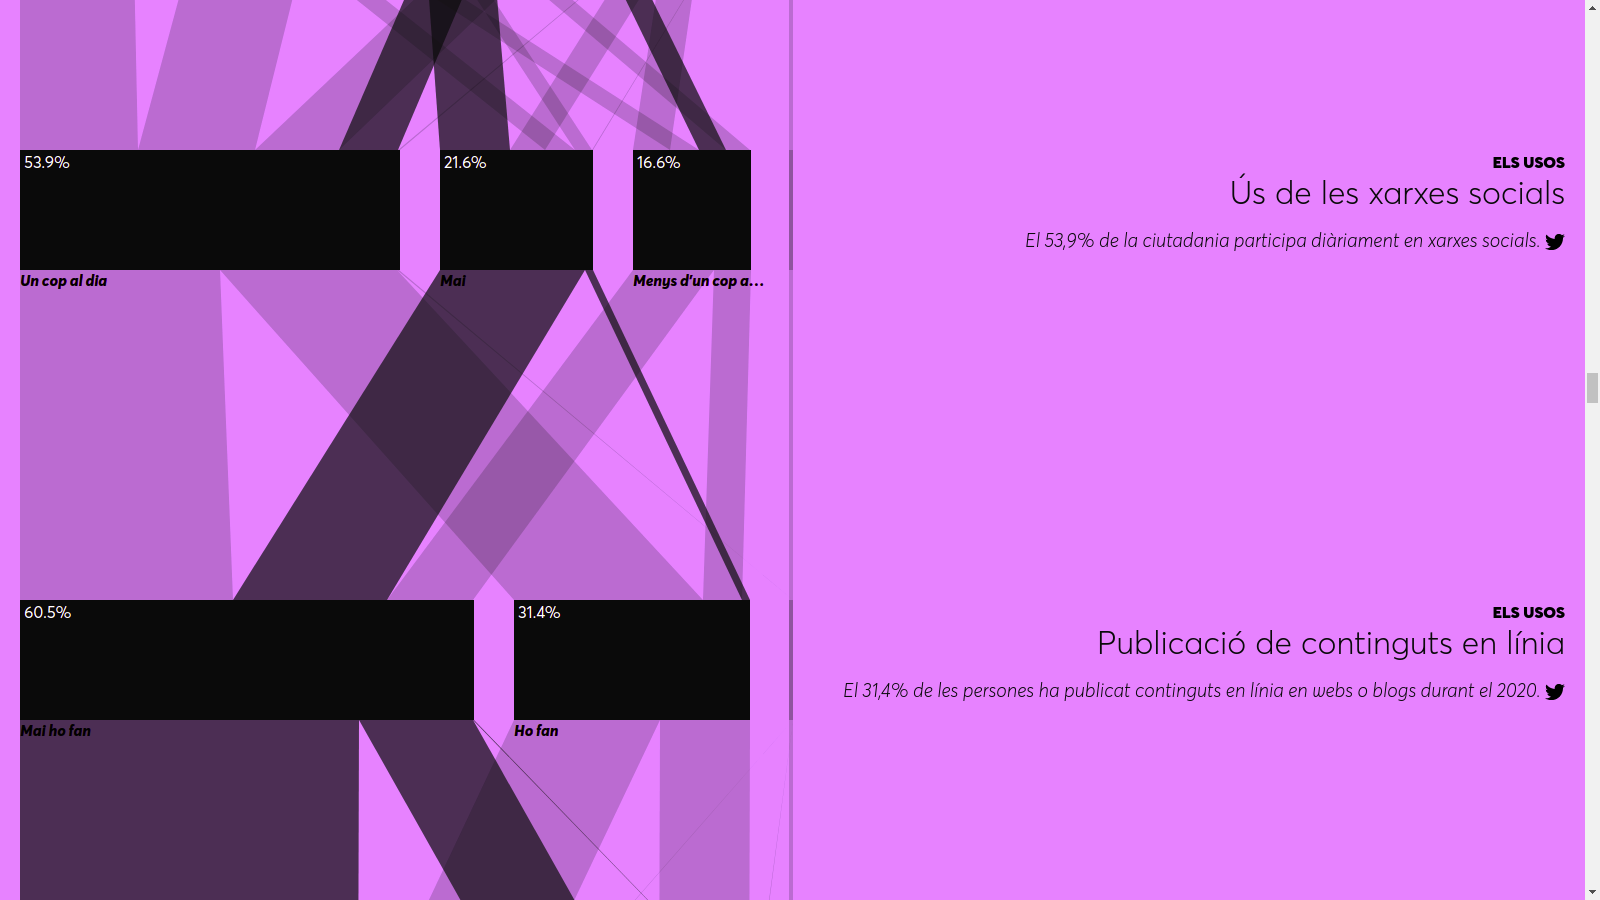 53.9%
21.6%
16.6%
Un cop al dia
Mai
Menys d'un cop a...
ELS USOS
Ús de les xarxes socials
El 53,9% de la ciutadania participa diàriament en xarxes socials.
60.5%
31.4%
Mai ho fan
Ho fan
ELS USOS
Publicació de continguts en línia
El 31,4% de les persones ha publicat continguts en línia en webs o blogs durant el 2020.